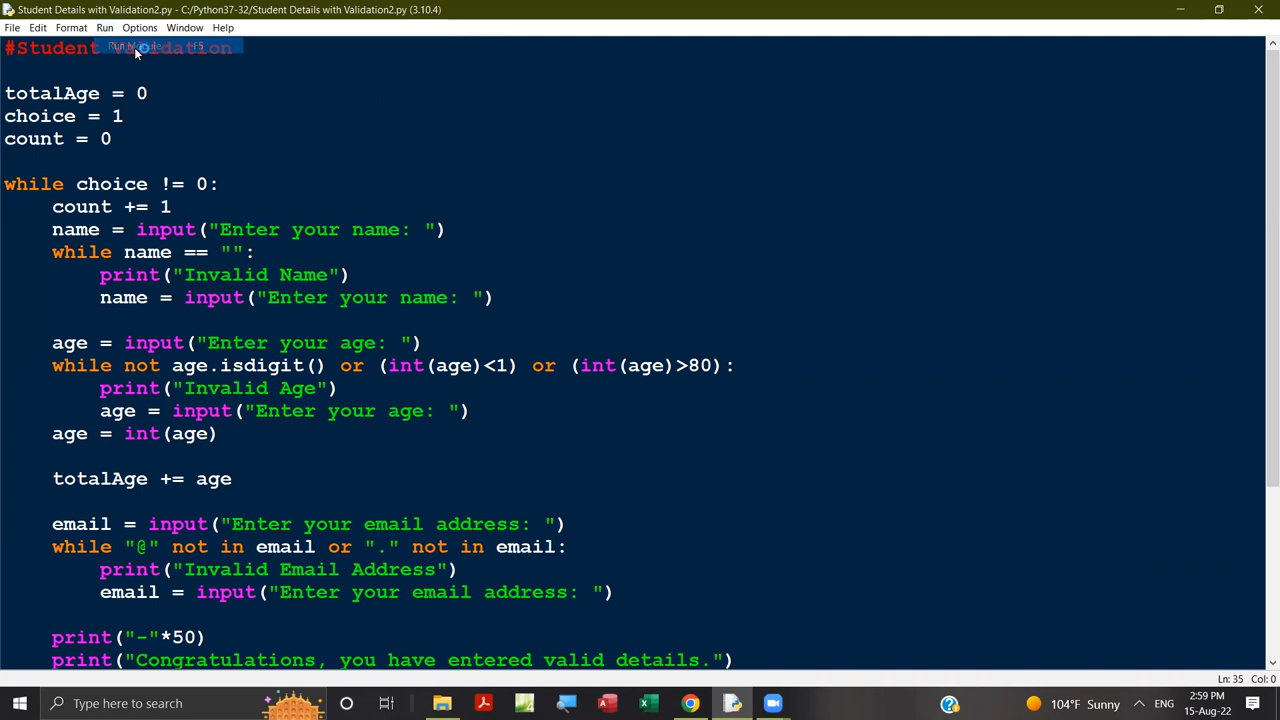 Student Details with Validation2.py - C:/Python37-32/Student Details with Validation2.py (3.10.4)
File Edit Format Run Options Window Help
Run Module F5
#Student Validation
totalAge = 0
choice = 1
count = 0
while choice != 0:
    count += 1
    name = input("Enter your name: ")
    while name == "":
        print("Invalid Name")
        name = input("Enter your name: ")
    age = input("Enter your age: ")
    while not age.isdigit() or (int(age)<1) or (int(age)>80):
        print("Invalid Age")
        age = input("Enter your age: ")
    age = int(age)
    totalAge += age
    email = input("Enter your email address: ")
    while "@" not in email or "." not in email:
        print("Invalid Email Address")
        email = input("Enter your email address: ")
    print("-"*50)
    print("Congratulations, you have entered valid details.")
Ln: 35 Col: 0
Type here to search
104°F Sunny
ENG
2:59 PM
15-Aug-22